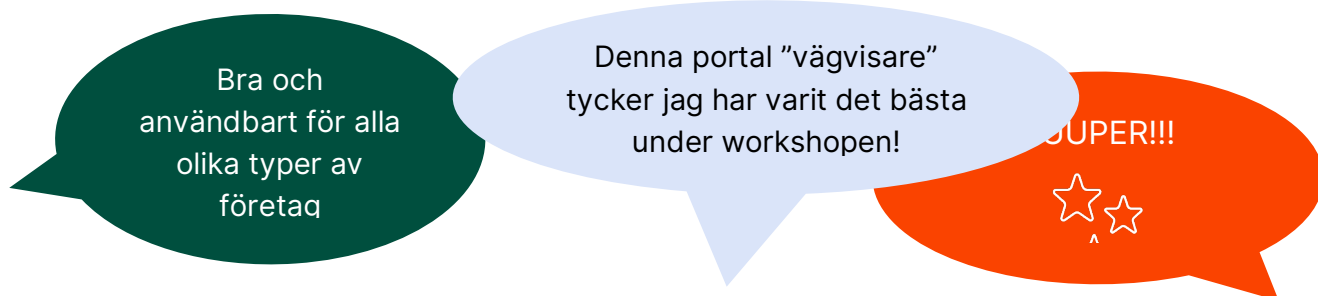 Bra och
användbart för alla
olika typer av
företag
Denna portal ”vägvisare”
tycker jag har varit det bästa
under workshopen!